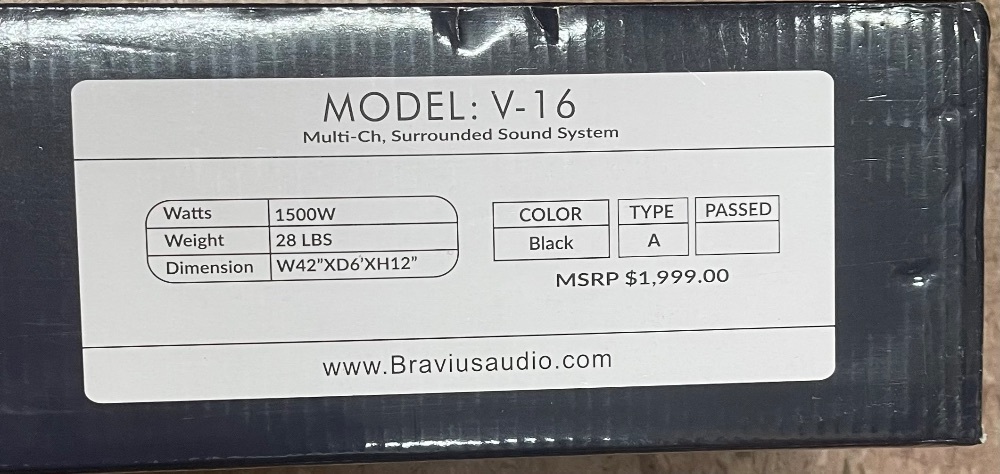 MODEL: V-16
Multi-Ch, Surrounded Sound System
Watts 1500W
Weight 28 LBS
Dimension W42”XD6’XH12”
COLOR TYPE PASSED
Black A
MSRP $1,999.00
www.Braviusaudio.com